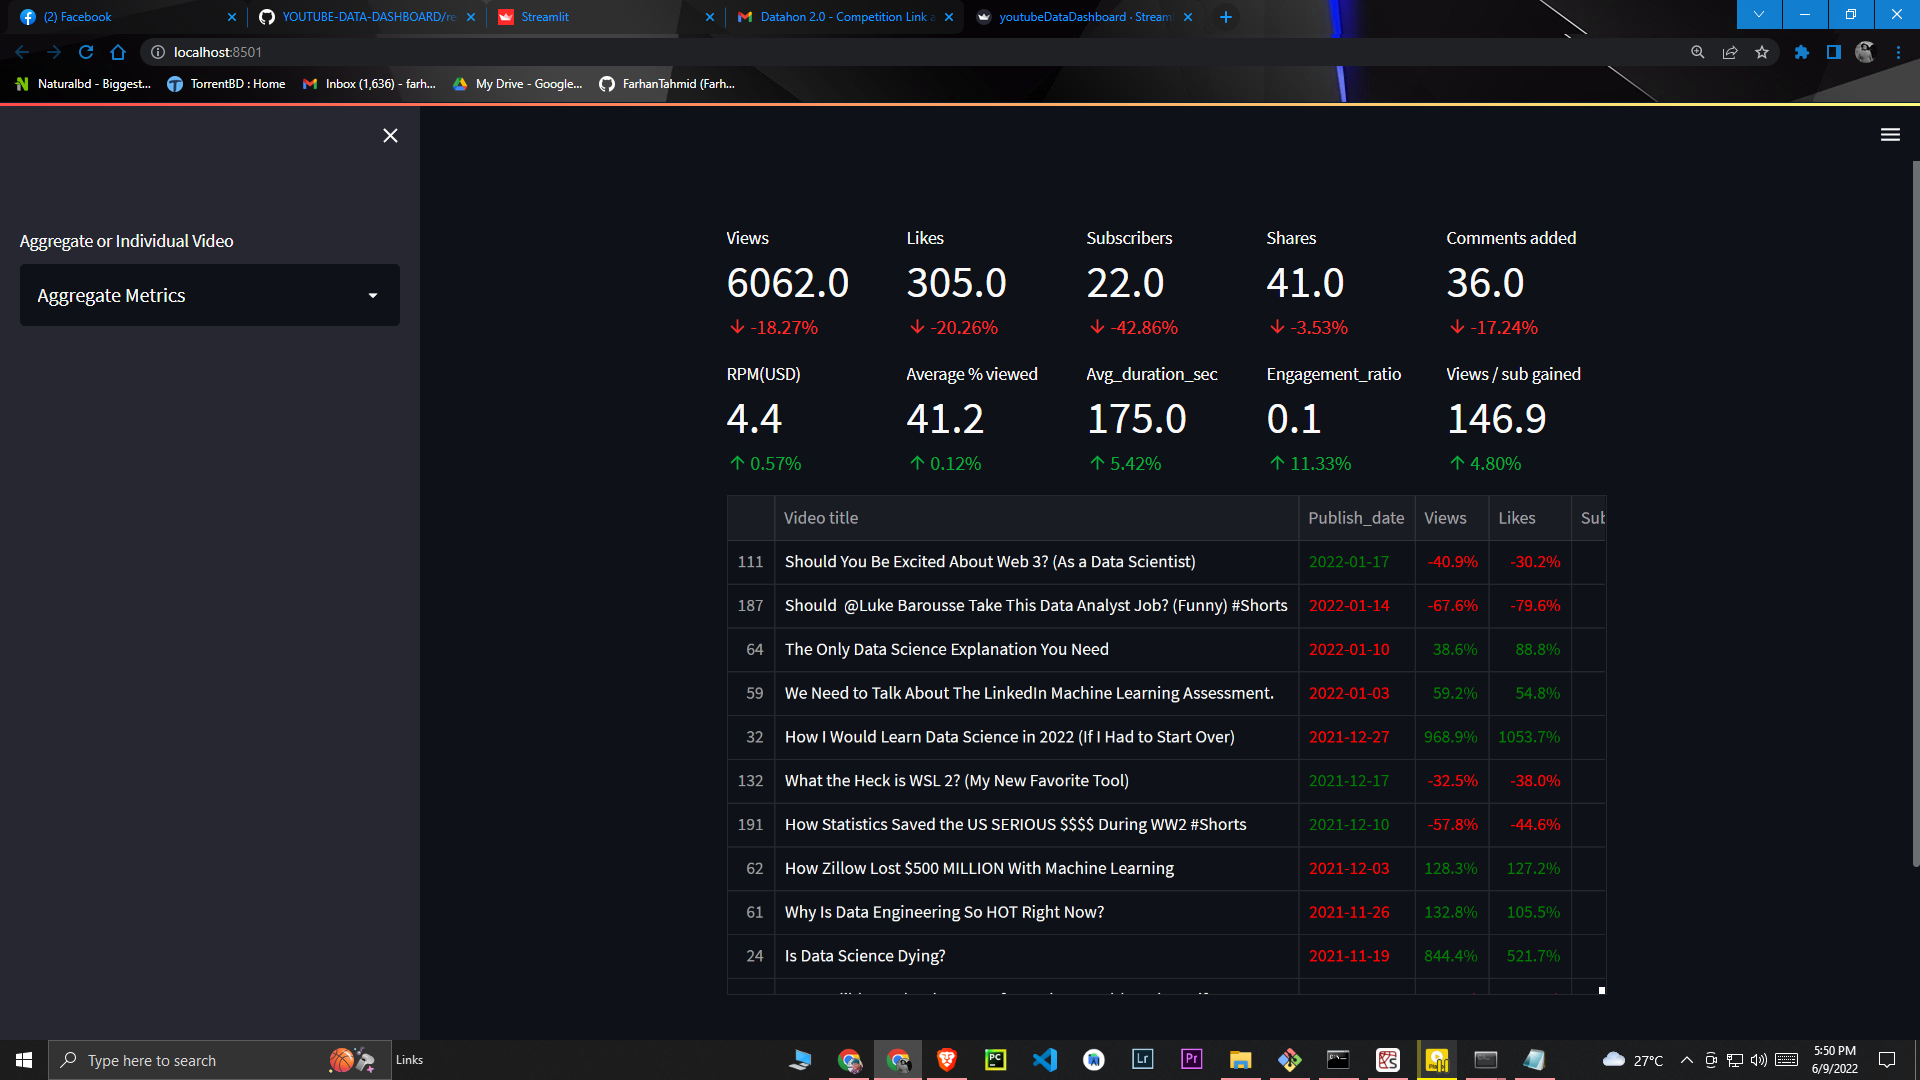 (2) Facebook
YOUTUBE-DATA-DASHBOARD/re
Streamlit
Datahon 2.0 - Competition Link a
youtubeDataDashboard · Streaml
localhost:8501
Naturalbd - Biggest...
TorrentBD : Home
Inbox (1,636) - farh...
My Drive - Google...
FarhanTahmid (Farh...
Aggregate or Individual Video
Aggregate Metrics
Views Likes Subscribers Shares Comments added
6062.0 305.0 22.0 41.0 36.0
-18.27% -20.26% -42.86% -3.53% -17.24%
RPM(USD) Average % viewed Avg_duration_sec Engagement_ratio Views / sub gained
4.4 41.2 175.0 0.1 146.9
0.57% 0.12% 5.42% 11.33% 4.80%
Video title Publish_date Views Likes Sub
111 Should You Be Excited About Web 3? (As a Data Scientist) 2022-01-17 -40.9% -30.2%
187 Should  @Luke Barousse Take This Data Analyst Job? (Funny) #Shorts 2022-01-14 -67.6% -79.6%
64 The Only Data Science Explanation You Need 2022-01-10 38.6% 88.8%
59 We Need to Talk About The LinkedIn Machine Learning Assessment. 2022-01-03 59.2% 54.8%
32 How I Would Learn Data Science in 2022 (If I Had to Start Over) 2021-12-27 968.9% 1053.7%
132 What the Heck is WSL 2? (My New Favorite Tool) 2021-12-17 -32.5% -38.0%
191 How Statistics Saved the US SERIOUS $$$$ During WW2 #Shorts 2021-12-10 -57.8% -44.6%
62 How Zillow Lost $500 MILLION With Machine Learning 2021-12-03 128.3% 127.2%
61 Why Is Data Engineering So HOT Right Now? 2021-11-26 132.8% 105.5%
24 Is Data Science Dying? 2021-11-19 844.4% 521.7%
Type here to search
Links
PC
Lr
Pr
27°C
5:50 PM
6/9/2022